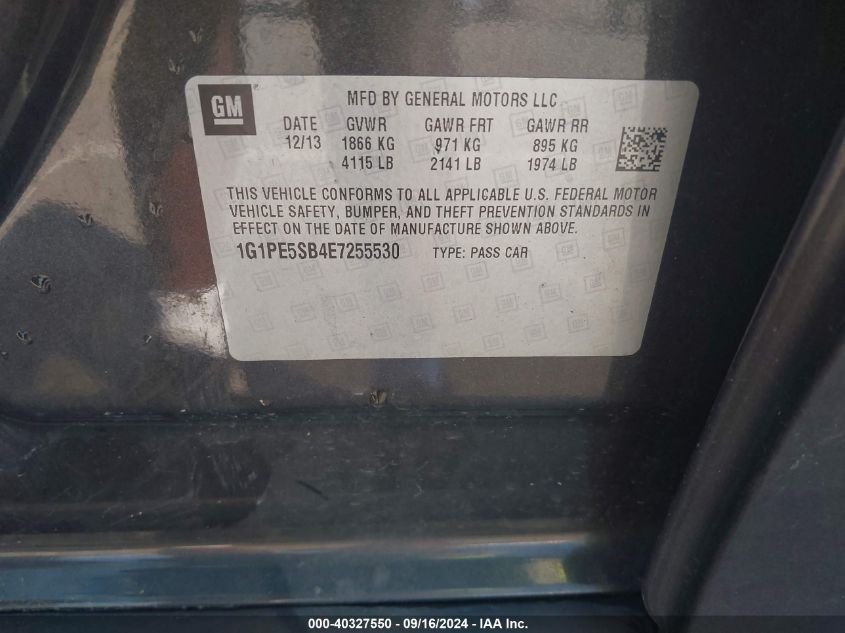 GM
MFD BY GENERAL MOTORS LLC
DATE GVWR GAWR FRT GAWR RR
12/13 1866 KG 971 KG 895 KG
4115 LB 2141 LB 1974 LB
THIS VEHICLE CONFORMS TO ALL APPLICABLE U.S. FEDERAL MOTOR
VEHICLE SAFETY, BUMPER, AND THEFT PREVENTION STANDARDS IN
EFFECT ON THE DATE OF MANUFACTURE SHOWN ABOVE.
1G1PE5SB4E7255530 TYPE: PASS CAR
000-40327550 - 09/16/2024 - IAA Inc.